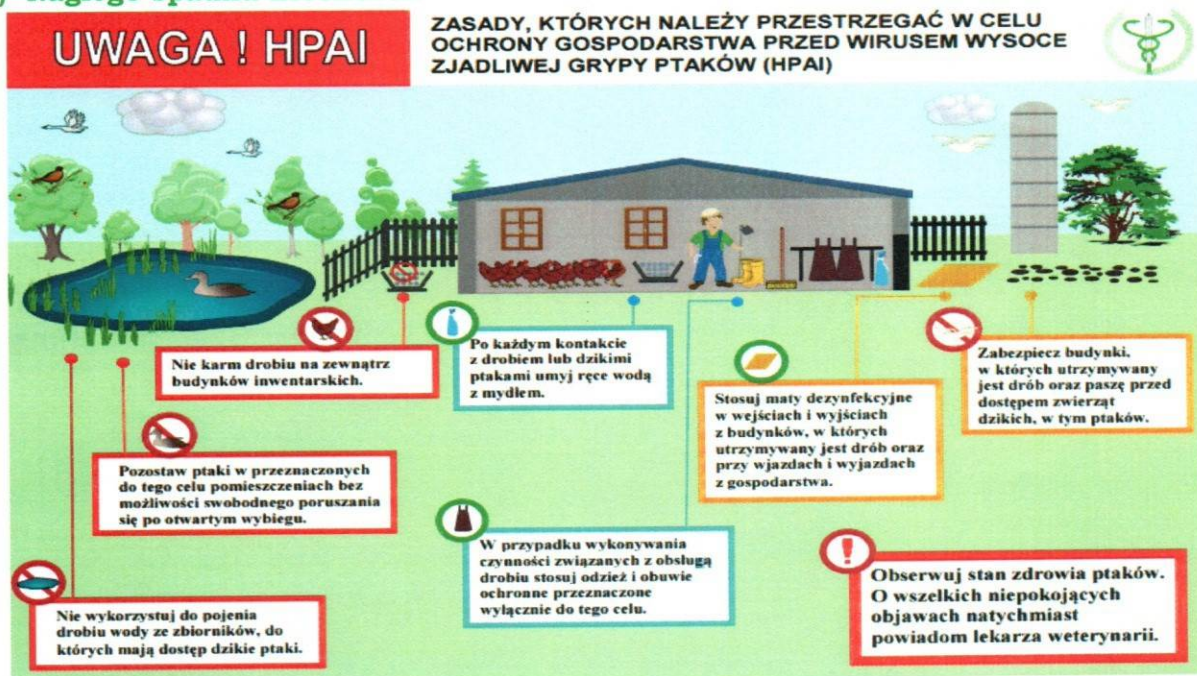 nagłego spadku
UWAGA ! HPAI
ZASADY, KTÓRYCH NALEŻY PRZESTRZEGAĆ W CELU
OCHRONY GOSPODARSTWA PRZED WIRUSEM WYSOCE
ZJADLIWEJ GRYPY PTAKÓW (HPAI)
Nie karm drobiu na zewnątrz
budynków inwentarskich.
Po każdym kontakcie
z drobiem lub dzikimi
ptakami umyj ręce wodą
z mydłem.
Stosuj maty dezynfekcyjne
w wejściach i wyjściach
z budynków, w których
utrzymywany jest drób oraz
przy wjazdach i wyjazdach
z gospodarstwa.
Zabezpiecz budynki,
w których utrzymywany
jest drób oraz paszę przed
dostępem zwierząt
dzikich, w tym ptaków.
Pozostaw ptaki w przeznaczonych
do tego celu pomieszczeniach bez
możliwości swobodnego poruszania
się po otwartym wybiegu.
W przypadku wykonywania
czynności związanych z obsługą
drobiu stosuj odzież i obuwie
ochronne przeznaczone
wyłącznie do tego celu.
Nie wykorzystuj do pojenia
drobiu wody ze zbiorników, do
których mają dostęp dzikie ptaki.
Obserwuj stan zdrowia ptaków.
O wszelkich niepokojących
objawach natychmiast
powiadom lekarza weterynarii.